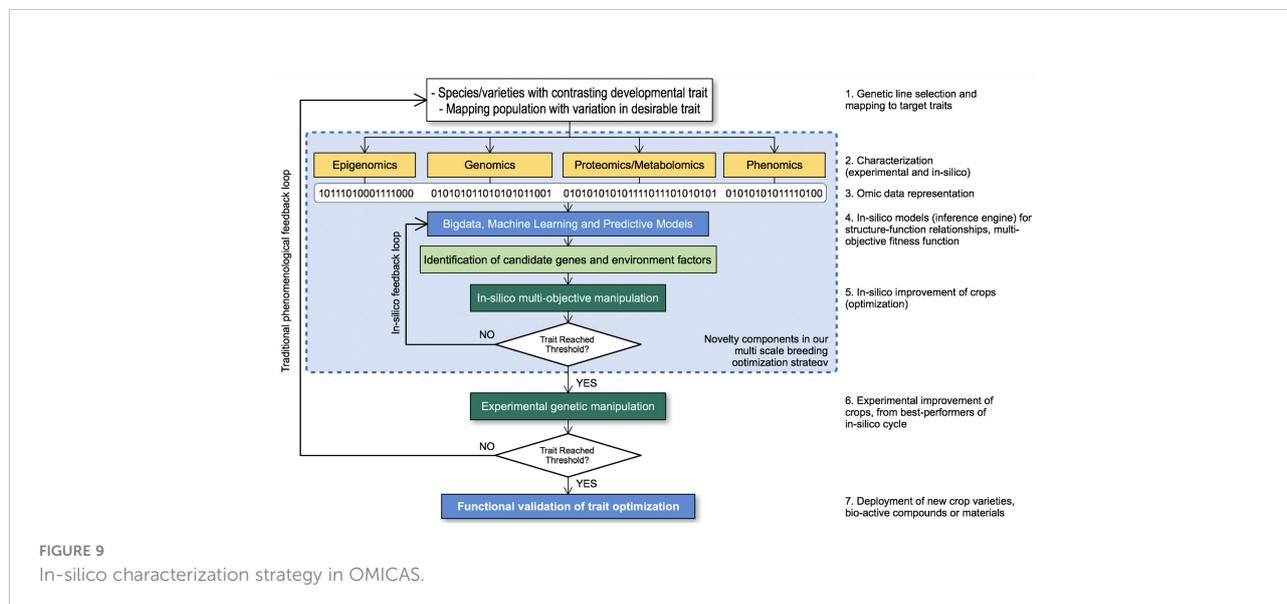 - Species/varieties with contrasting developmental trait
- Mapping population with variation in desirable trait
1. Genetic line selection and
mapping to target traits
Epigenomics
Genomics
Proteomics/Metabolomics
Phenomics
2. Characterization
(experimental and in-silico)
10111010001111000
010101011010101011001
01010101010111101110101010101
01010101011110100
3. Omic data representation
Bigdata, Machine Learning and Predictive Models
4. In-silico models (inference engine) for
structure-function relationships, multi-
objective fitness function
Identification of candidate genes and environment factors
In-silico multi-objective manipulation
5. In-silico improvement of crops
(optimization)
In-silico feedback loop
Traditional phenomenological feedback loop
NO
Trait Reached
Threshold?
Novelty components in our
multi scale breeding
optimization strategy
YES
Experimental genetic manipulation
6. Experimental improvement of
crops, from best-performers of
in-silico cycle
NO
Trait Reached
Threshold?
YES
Functional validation of trait optimization
7. Deployment of new crop varieties,
bio-active compounds or materials
FIGURE 9
In-silico characterization strategy in OMICAS.